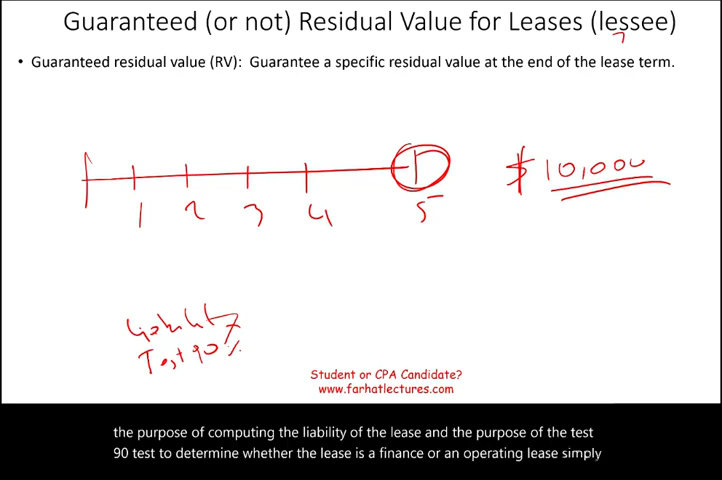 Guaranteed (or not) Residual Value for Leases (lessee)
• Guaranteed residual value (RV): Guarantee a specific residual value at the end of the lease term.
$10,000
1 2 3 4 5
Liability
Test 90%
Student or CPA Candidate?
www.farhatlectures.com
the purpose of computing the liability of the lease and the purpose of the test
90 test to determine whether the lease is a finance or an operating lease simply